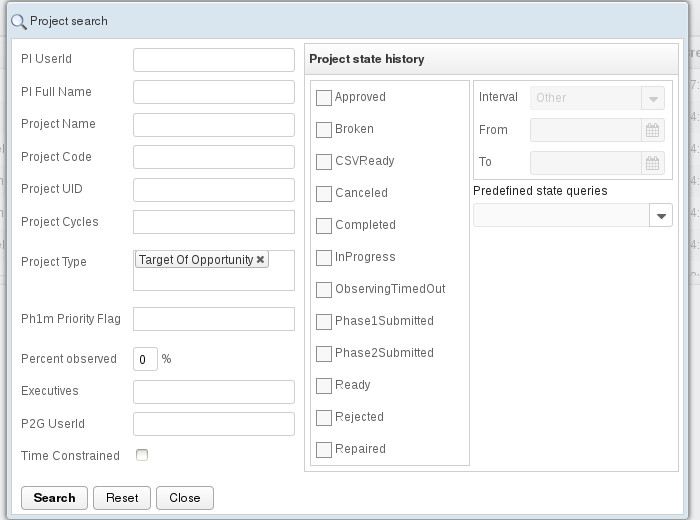 Project search
PI UserId
PI Full Name
Project Name
Project Code
Project UID
Project Cycles
Project Type
Target Of Opportunity ✖
Ph1m Priority Flag
Percent observed
0 %
Executives
P2G UserId
Time Constrained
Search Reset Close
Project state history
Approved
Broken
CSVReady
Canceled
Completed
InProgress
ObservingTimedOut
Phase1Submitted
Phase2Submitted
Ready
Rejected
Repaired
Interval Other
From
To
Predefined state queries